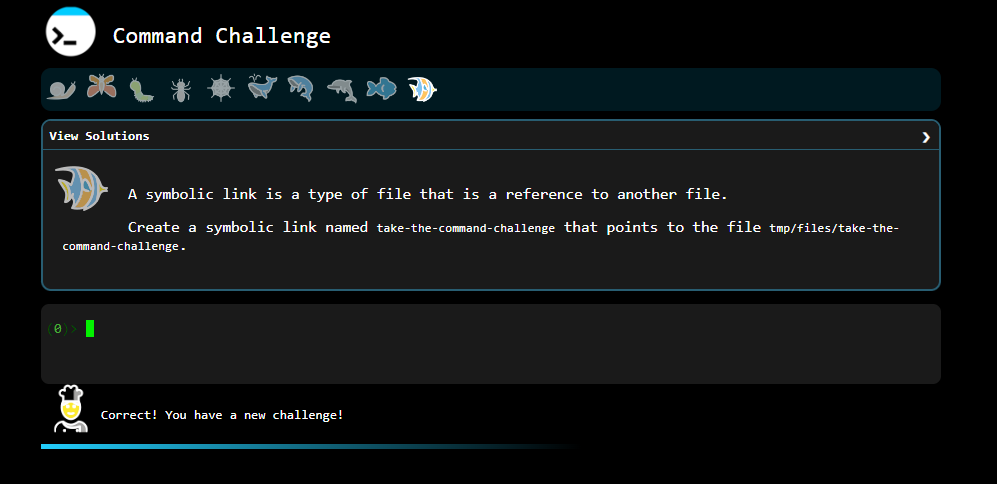 Command Challenge
View Solutions
A symbolic link is a type of file that is a reference to another file.
Create a symbolic link named take-the-command-challenge that points to the file tmp/files/take-the-
command-challenge.
(0)>
Correct! You have a new challenge!